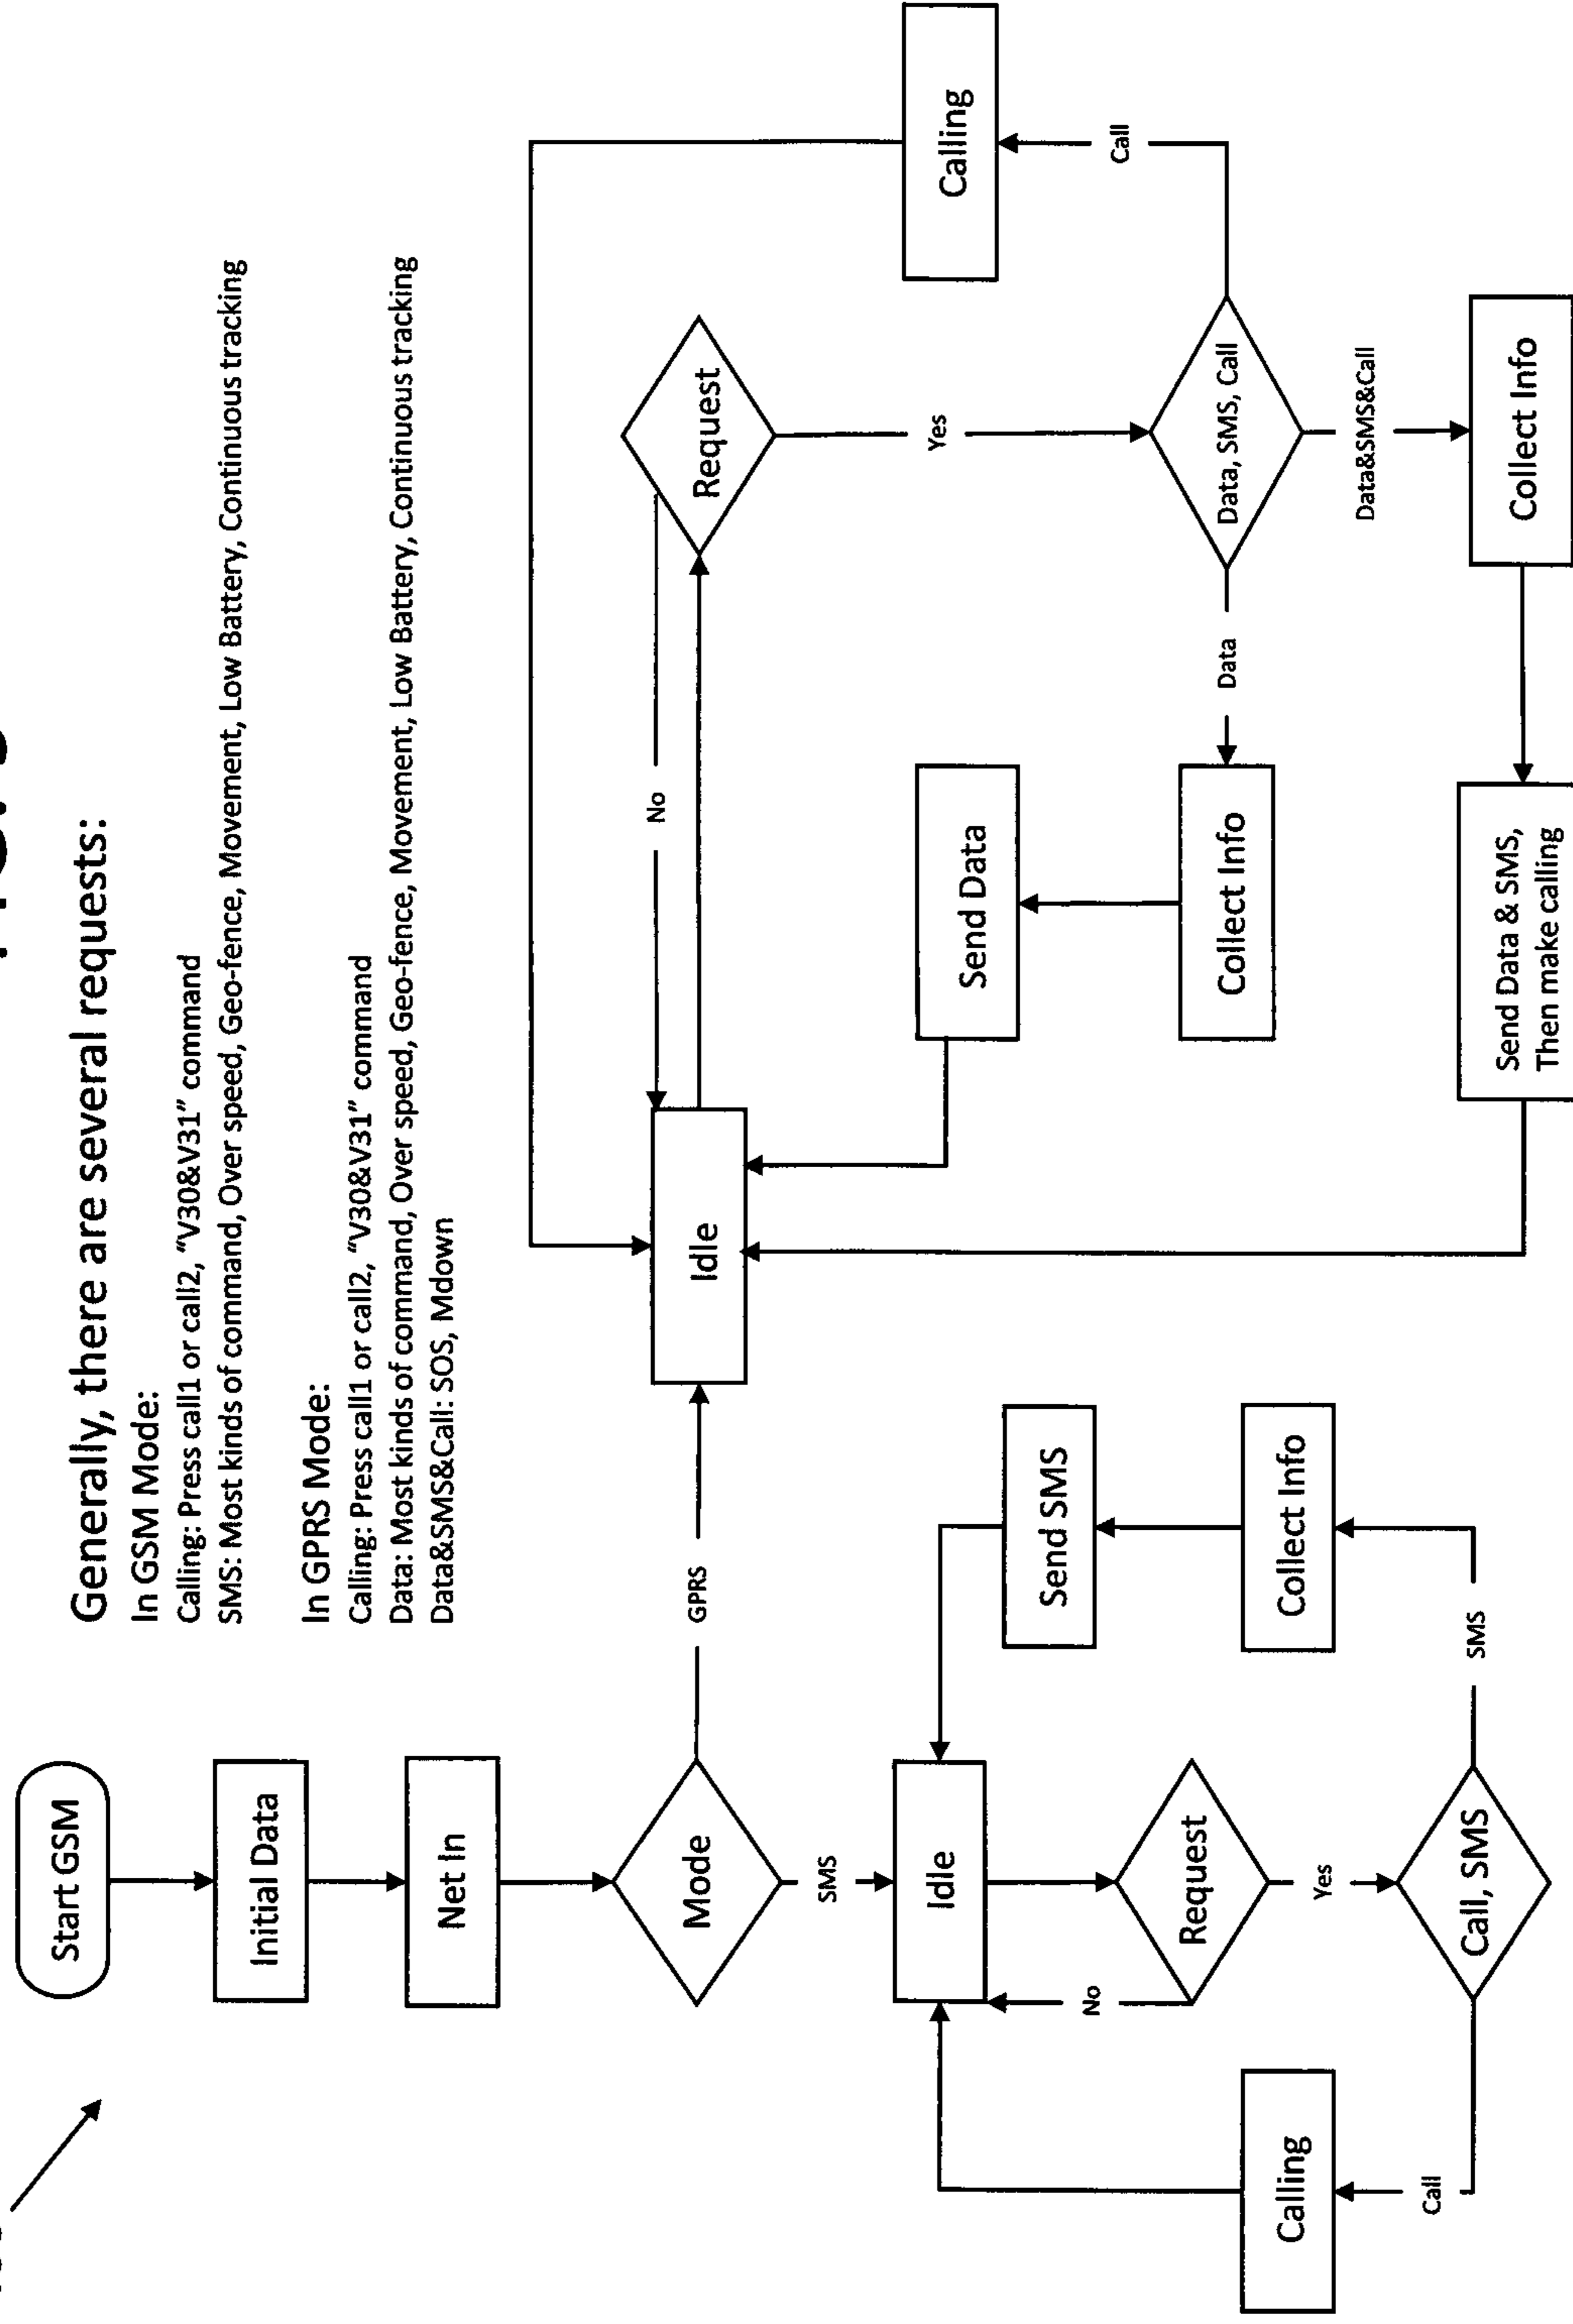 Generally, there are several requests:
In GSM Mode:
Calling: Press call1 or call2, “V30&V31” command
SMS: Most kinds of command, Over speed, Geo-fence, Movement, Low Battery, Continuous tracking
In GPRS Mode:
Calling: Press call1 or call2, “V30&V31” command
Data: Most kinds of command, Over speed, Geo-fence, Movement, Low Battery, Continuous tracking
Data&SMS&Call: SOS, Mdown
Start GSM
Initial Data
Net In
Mode
GPRS
SMS
Idle
Request
No
Yes
Call, SMS
Call
Calling
SMS
Collect Info
Send SMS
Idle
No
Request
Yes
Data, SMS, Call
Call
Calling
Data
Collect Info
Send Data
Data&SMS&Call
Collect Info
Send Data & SMS,
Then make calling